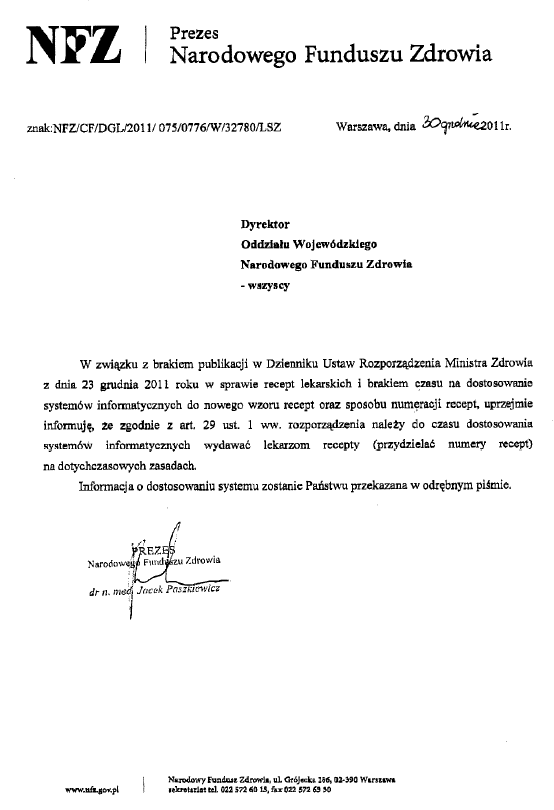 NFZ
Prezes
Narodowego Funduszu Zdrowia
znak:NFZ/CF/DGL/2011/ 075/0776/W/32780/LSZ
Warszawa, dnia 30 grudnia 2011r.
Dyrektor
Oddziału Wojewódzkiego
Narodowego Funduszu Zdrowia
- wszyscy
W związku z brakiem publikacji w Dzienniku Ustaw Rozporządzenia Ministra Zdrowia
z dnia 23 grudnia 2011 roku w sprawie recept lekarskich i brakiem czasu na dostosowanie
systemów informatycznych do nowego wzoru recept oraz sposobu numeracji recept, uprzejmie
informuję, że zgodnie z art. 29 ust. 1 ww. rozporządzenia należy do czasu dostosowania
systemów informatycznych wydawać lekarzom recepty (przydzielać numery recept)
na dotychczasowych zasadach.
Informacja o dostosowaniu systemu zostanie Państwu przekazana w odrębnym piśmie.
PREZES
Narodowego Funduszu Zdrowia
dr n. med. Jacek Paszkiewicz
Narodowy Fundusz Zdrowia, ul. Grójecka 186, 02-390 Warszawa
www.nfz.gov.pl
sekretariat tel. 022 572 60 15, fax 022 572 63 30